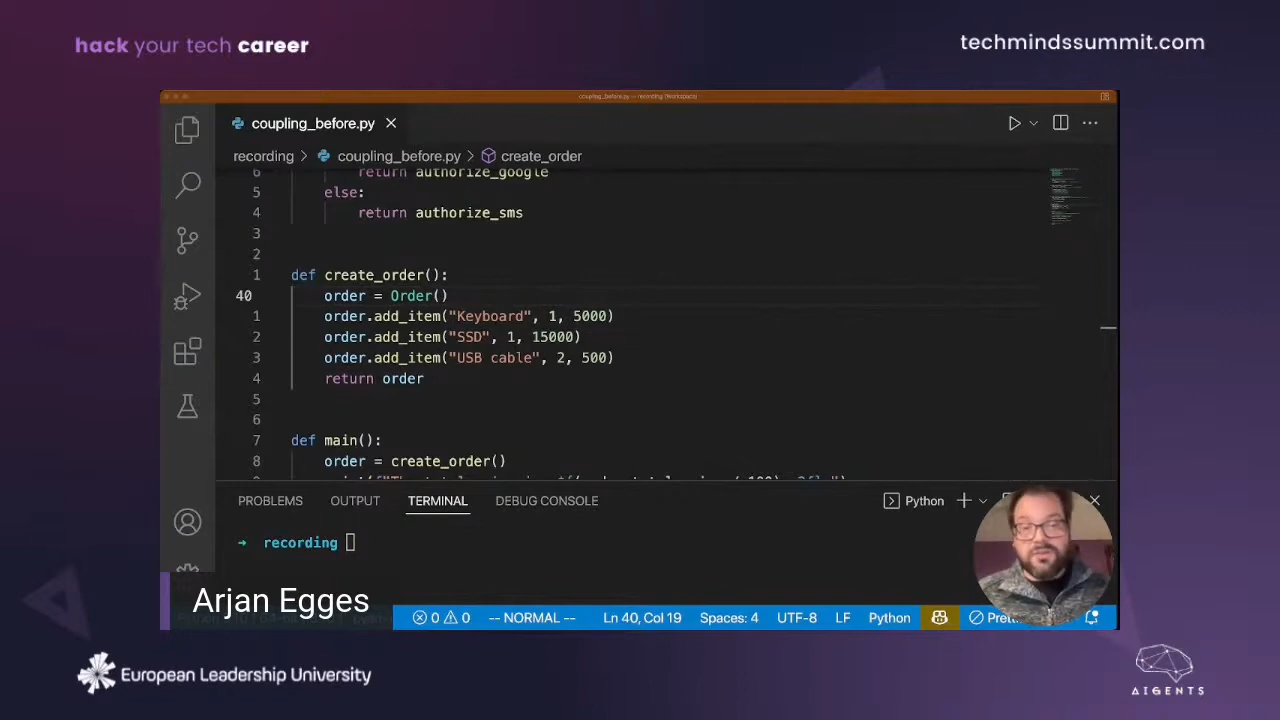 hack your tech career
techmindssummit.com
coupling_before.py — recording (Workspace)
coupling_before.py
recording > coupling_before.py > create_order
6 return authorize_google
5 else:
4 return authorize_sms
3
2
1 def create_order():
40 order = Order()
1 order.add_item("Keyboard", 1, 5000)
2 order.add_item("SSD", 1, 15000)
3 order.add_item("USB cable", 2, 500)
4 return order
5
6
7 def main():
8 order = create_order()
PROBLEMS OUTPUT TERMINAL DEBUG CONSOLE Python
→ recording
Arjan Egges
0 0 -- NORMAL -- Ln 40, Col 19 Spaces: 4 UTF-8 LF Python
European Leadership University
AIGENTS